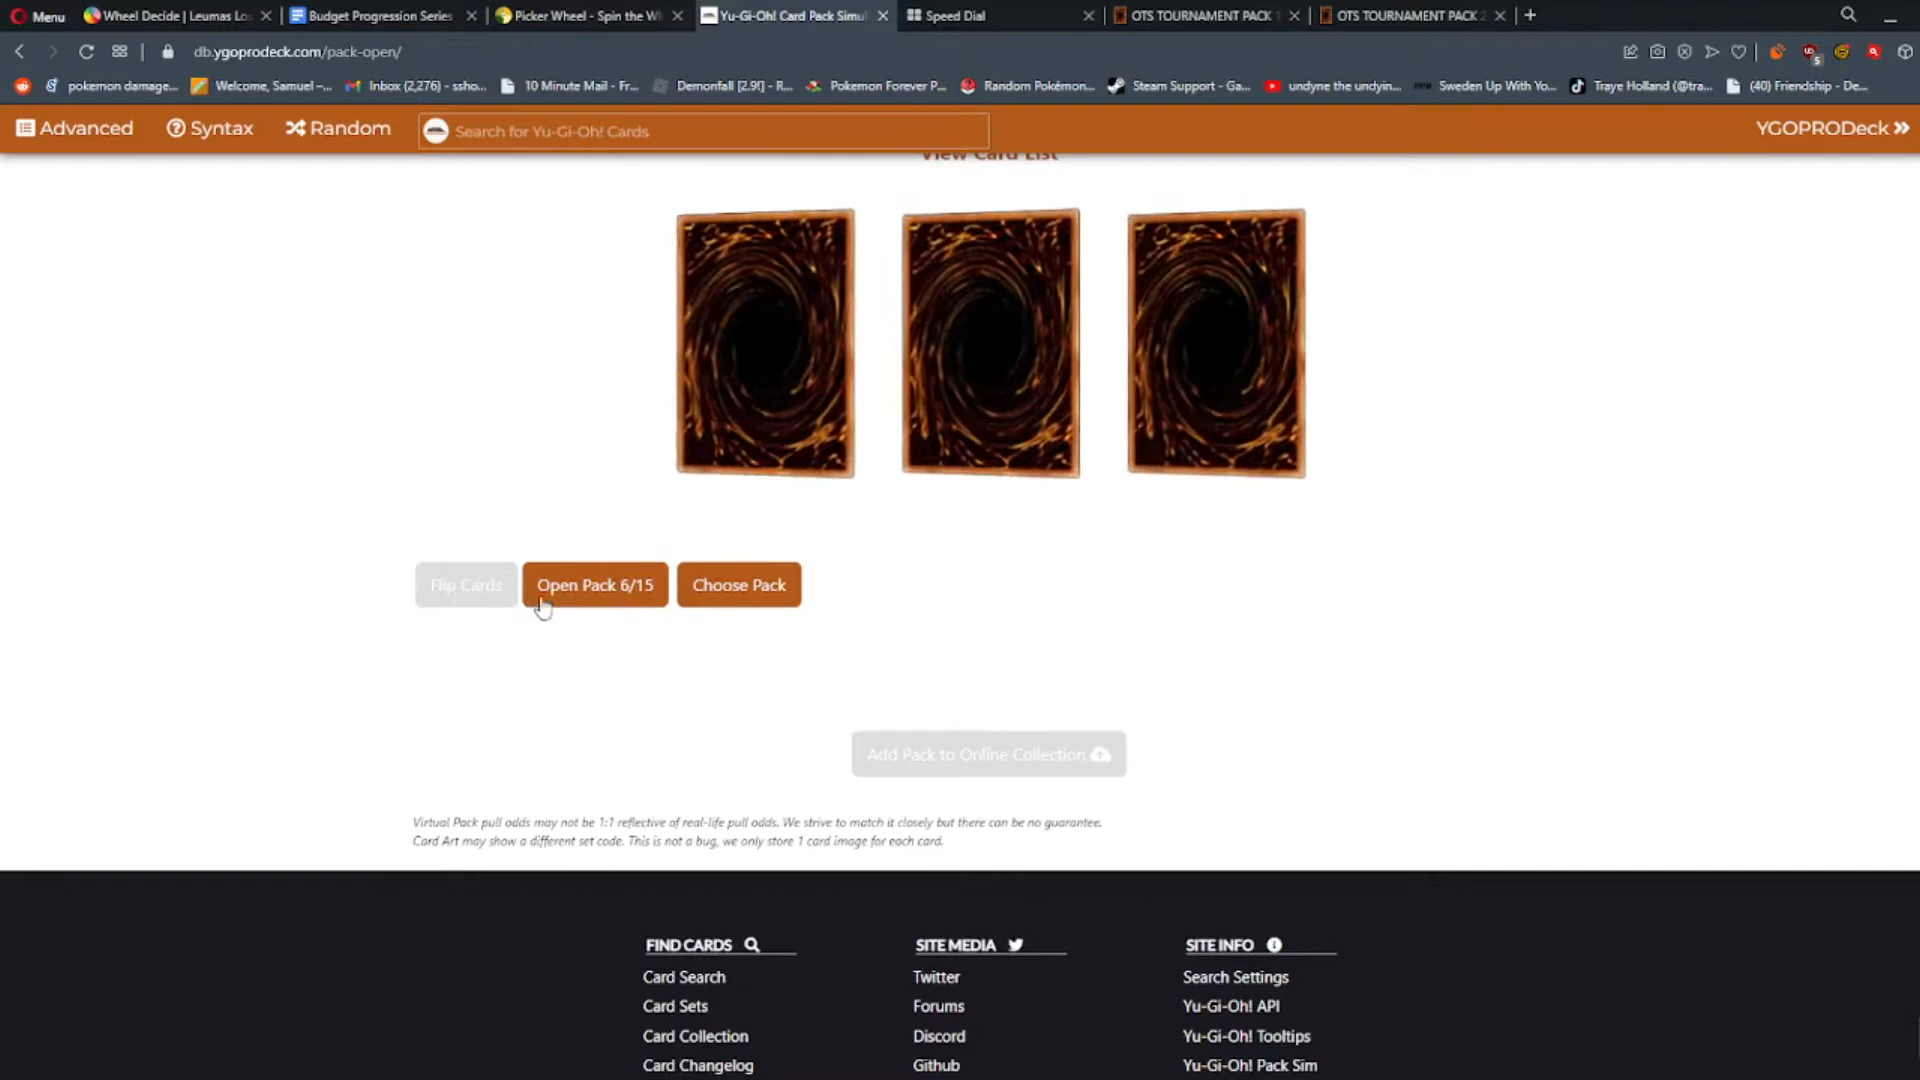 Menu
Wheel Decide | Leumas Lo
Budget Progression Series
Picker Wheel - Spin the W
Yu-Gi-Oh! Card Pack Simul
Speed Dial
OTS TOURNAMENT PACK 1
OTS TOURNAMENT PACK 2
db.ygoprodeck.com/pack-open/
pokemon damage...
Welcome, Samuel –...
Inbox (2,276) - ssho...
10 Minute Mail - Fr...
Demonfall [2.9!] - R...
Pokemon Forever P...
Random Pokémon...
Steam Support - Ga...
undyne the undyin...
Sweden Up With Yo...
Traye Holland (@tra...
(40) Friendship - De...
Advanced
Syntax
Random
Search for Yu-Gi-Oh! Cards
YGOPRODeck
View Card List
Flip Cards
Open Pack 6/15
Choose Pack
Add Pack to Online Collection
Virtual Pack pull odds may not be 1:1 reflective of real-life pull odds. We strive to match it closely but there can be no guarantee.
Card Art may show a different set code. This is not a bug, we only store 1 card image for each card.
FIND CARDS
Card Search
Card Sets
Card Collection
Card Changelog
SITE MEDIA
Twitter
Forums
Discord
Github
SITE INFO
Search Settings
Yu-Gi-Oh! API
Yu-Gi-Oh! Tooltips
Yu-Gi-Oh! Pack Sim